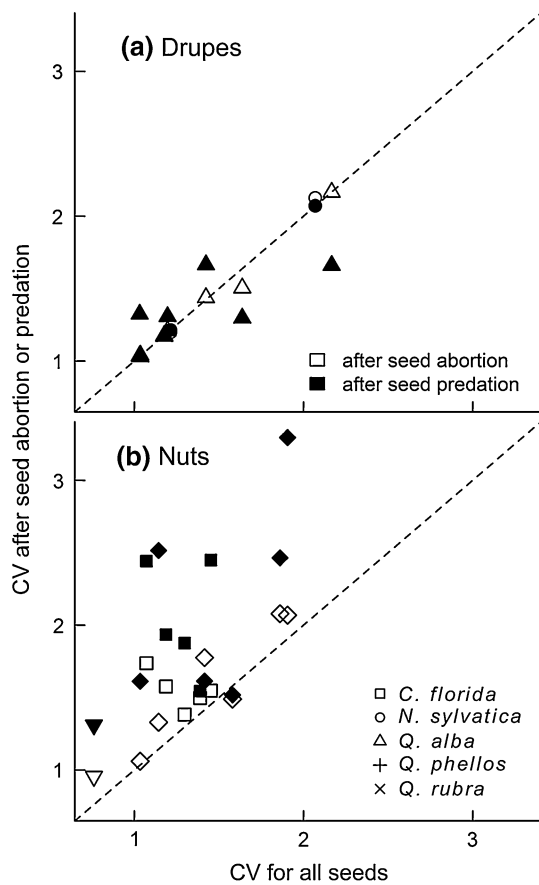 (a) Drupes
3
2
1
after seed abortion
after seed predation
CV after seed abortion or predation
(b) Nuts
3
2
1
C. florida
N. sylvatica
Q. alba
Q. phellos
Q. rubra
1 2 3
CV for all seeds